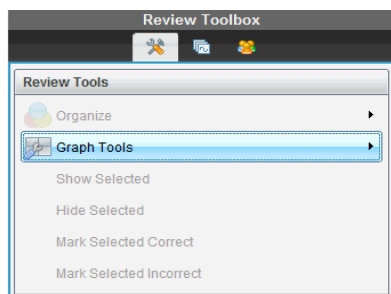 Review Toolbox
Review Tools
Organize
Graph Tools
Show Selected
Hide Selected
Mark Selected Correct
Mark Selected Incorrect